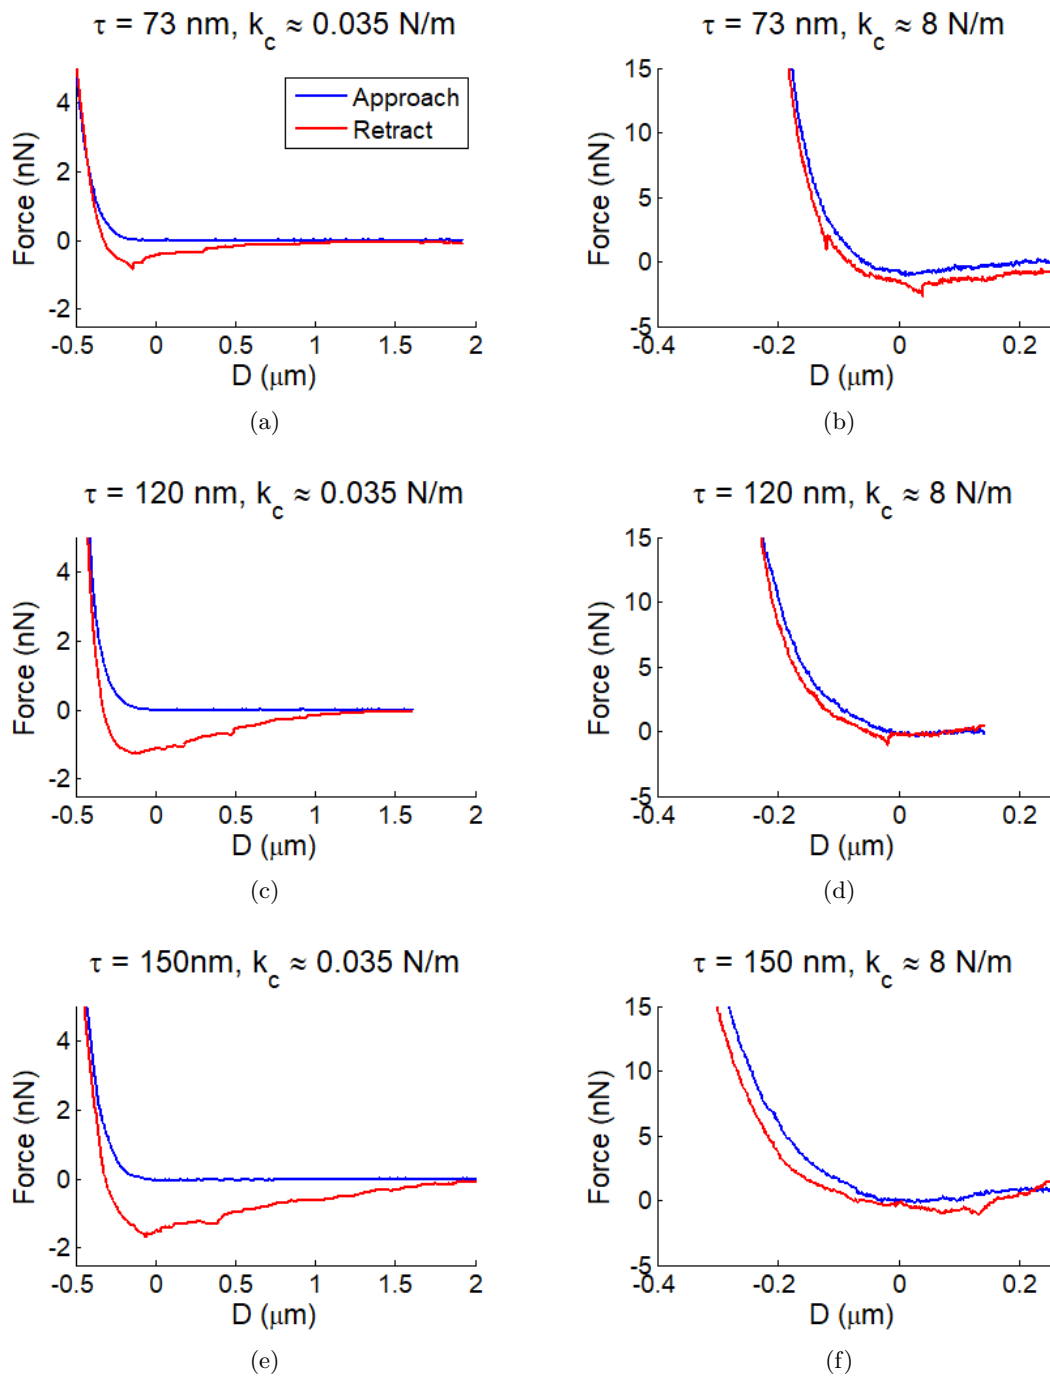 τ = 73 nm, k_c ≈ 0.035 N/m
Force (nN)
4
2
0
-2
Approach
Retract
-0.5 0 0.5 1 1.5 2
D (μm)
(a)
τ = 73 nm, k_c ≈ 8 N/m
Force (nN)
15
10
5
0
-5
-0.4 -0.2 0 0.2
D (μm)
(b)
τ = 120 nm, k_c ≈ 0.035 N/m
Force (nN)
4
2
0
-2
-0.5 0 0.5 1 1.5 2
D (μm)
(c)
τ = 120 nm, k_c ≈ 8 N/m
Force (nN)
15
10
5
0
-5
-0.4 -0.2 0 0.2
D (μm)
(d)
τ = 150nm, k_c ≈ 0.035 N/m
Force (nN)
4
2
0
-2
-0.5 0 0.5 1 1.5 2
D (μm)
(e)
τ = 150 nm, k_c ≈ 8 N/m
Force (nN)
15
10
5
0
-5
-0.4 -0.2 0 0.2
D (μm)
(f)